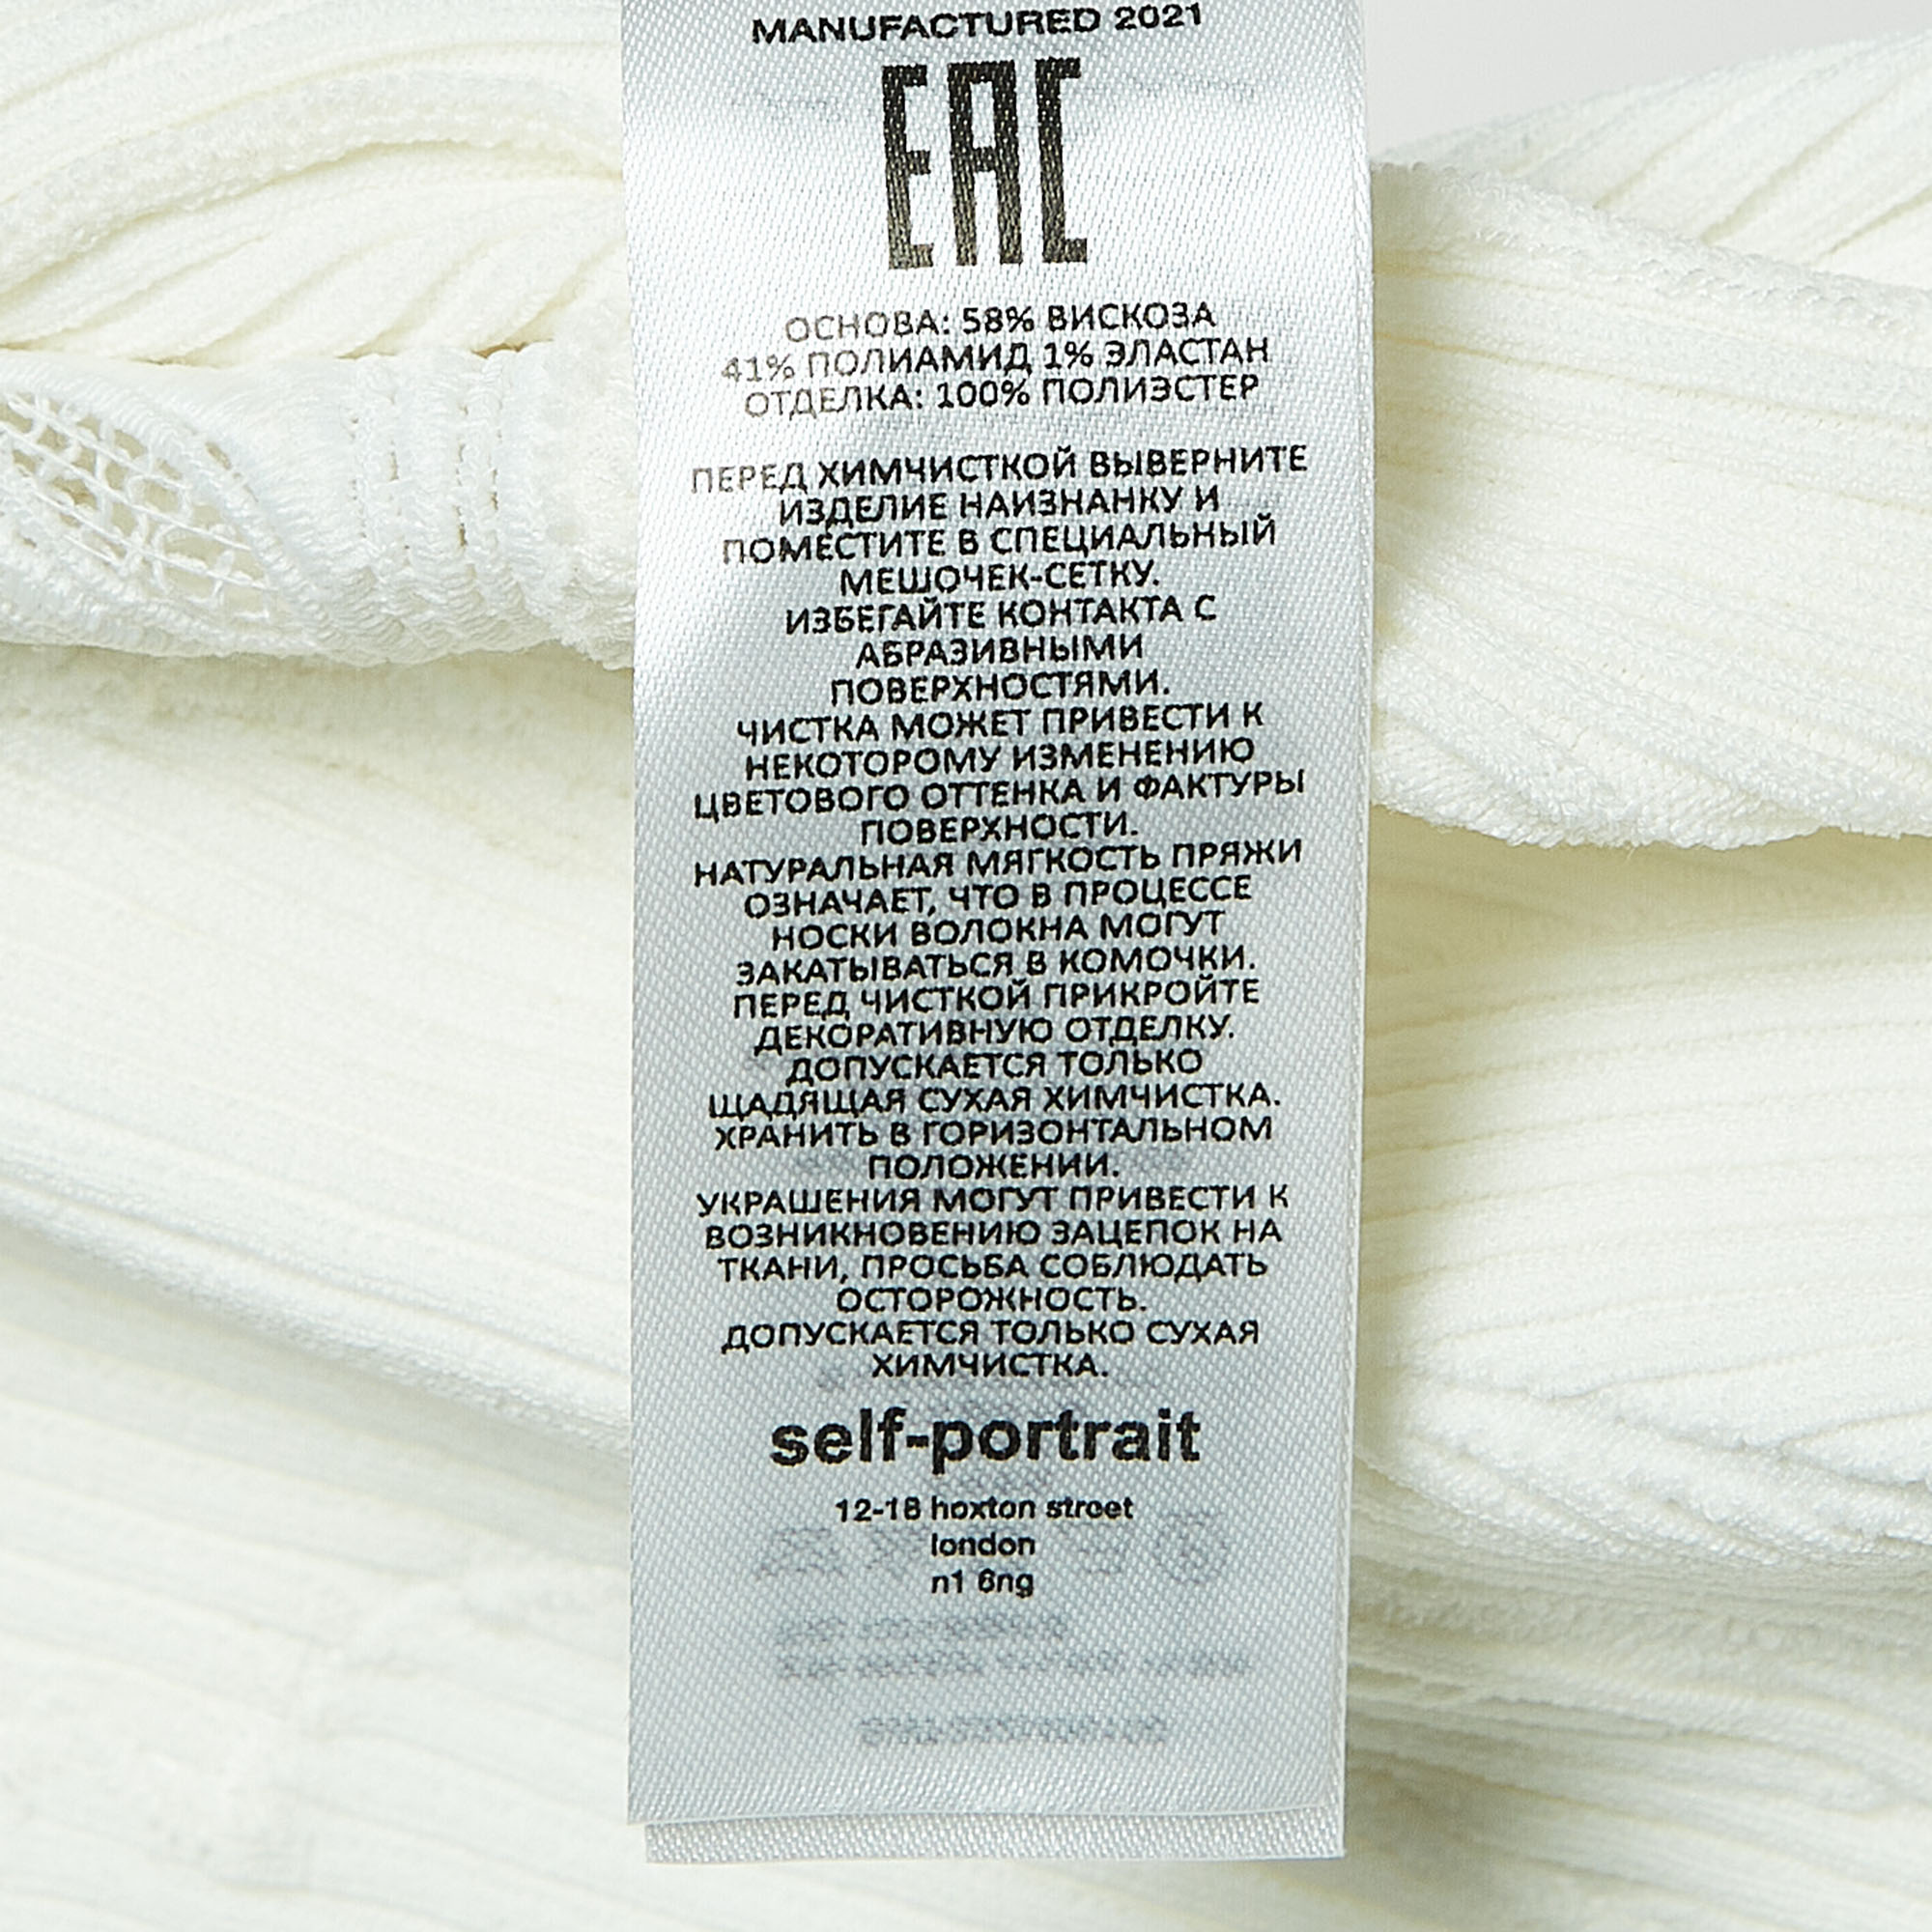 MANUFACTURED 2021
EAC
ОСНОВА: 58% ВИСКОЗА
41% ПОЛИАМИД 1% ЭЛАСТАН
ОТДЕЛКА: 100% ПОЛИЭСТЕР
ПЕРЕД ХИМЧИСТКОЙ ВЫВЕРНИТЕ
ИЗДЕЛИЕ НАИЗНАНКУ И
ПОМЕСТИТЕ В СПЕЦИАЛЬНЫЙ
МЕШОЧЕК-СЕТКУ.
ИЗБЕГАЙТЕ КОНТАКТА С
АБРАЗИВНЫМИ
ПОВЕРХНОСТЯМИ.
ЧИСТКА МОЖЕТ ПРИВЕСТИ К
НЕКОТОРОМУ ИЗМЕНЕНИЮ
ЦВЕТОВОГО ОТТЕНКА И ФАКТУРЫ
ПОВЕРХНОСТИ.
НАТУРАЛЬНАЯ МЯГКОСТЬ ПРЯЖИ
ОЗНАЧАЕТ, ЧТО В ПРОЦЕССЕ
НОСКИ ВОЛОКНА МОГУТ
ЗАКАТЫВАТЬСЯ В КОМОЧКИ.
ПЕРЕД ЧИСТКОЙ ПРИКРОЙТЕ
ДЕКОРАТИВНУЮ ОТДЕЛКУ.
ДОПУСКАЕТСЯ ТОЛЬКО
ЩАДЯЩАЯ СУХАЯ ХИМЧИСТКА.
ХРАНИТЬ В ГОРИЗОНТАЛЬНОМ
ПОЛОЖЕНИИ.
УКРАШЕНИЯ МОГУТ ПРИВЕСТИ К
ВОЗНИКНОВЕНИЮ ЗАЦЕПОК НА
ТКАНИ, ПРОСЬБА СОБЛЮДАТЬ
ОСТОРОЖНОСТЬ.
ДОПУСКАЕТСЯ ТОЛЬКО СУХАЯ
ХИМЧИСТКА.
self-portrait
12-18 hoxton street
london
n1 6ng